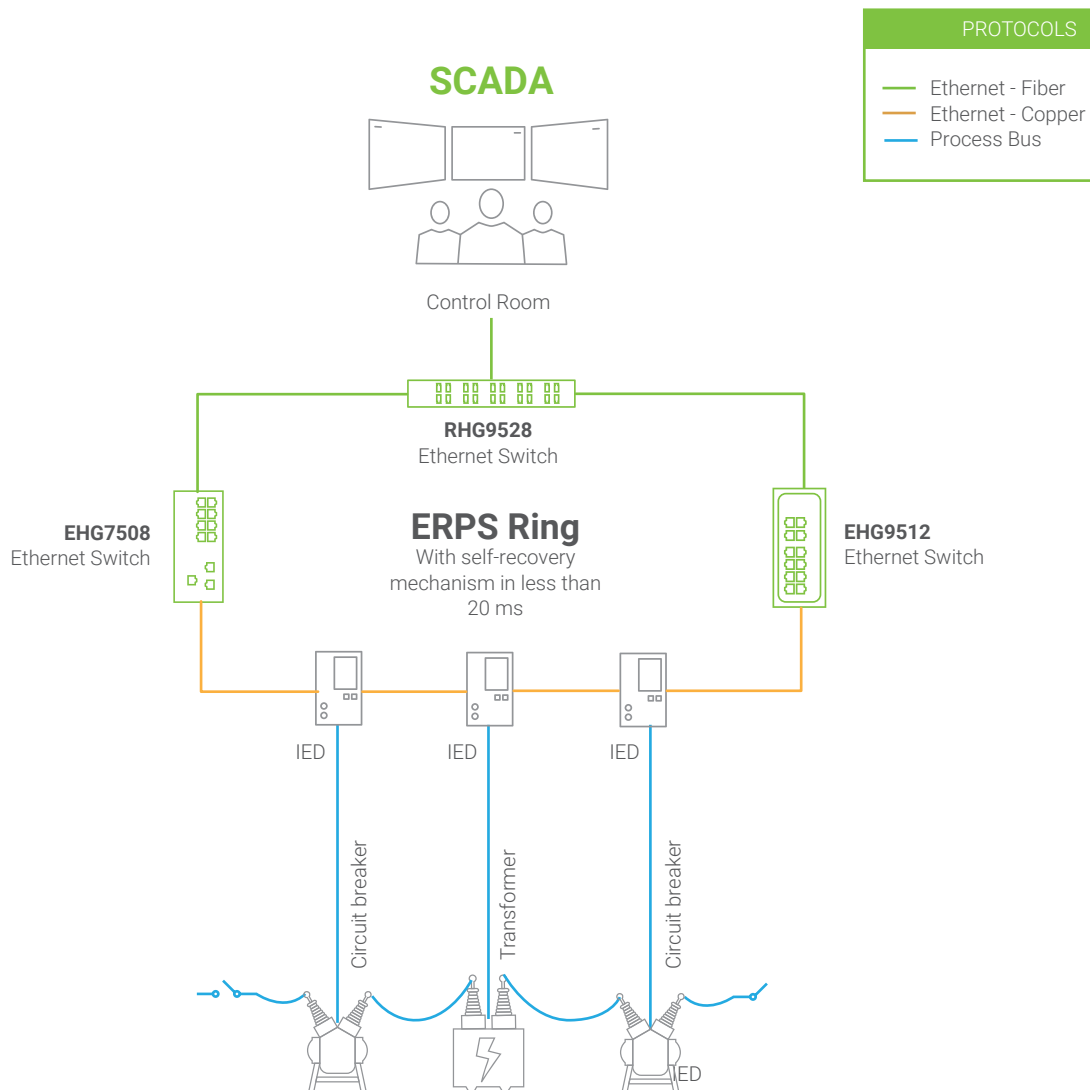 PROTOCOLS
Ethernet - Fiber
Ethernet - Copper
Process Bus
SCADA
Control Room
RHG9528
Ethernet Switch
EHG7508
Ethernet Switch
ERPS Ring
With self-recovery
mechanism in less than
20 ms
EHG9512
Ethernet Switch
IED
IED
IED
Circuit breaker
Transformer
Circuit breaker
IED